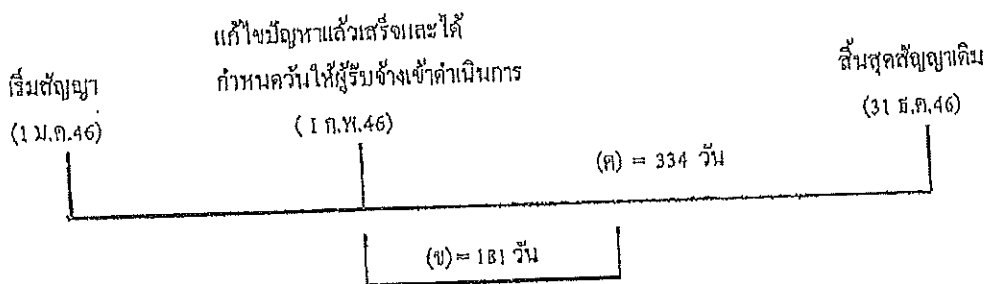 แก้ไขปัญหาแล้วเสร็จและได้
กำหนดวันให้ผู้รับจ้างเข้าดำเนินการ
(1 ก.พ.46)
เริ่มสัญญา
(1 ม.ค.46)
สิ้นสุดสัญญาเดิม
(31 ธ.ค.46)
(ค) = 334 วัน
(ข) = 181 วัน